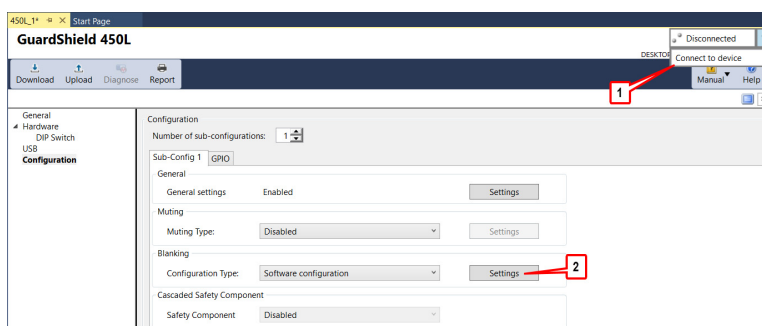 450L_1* Start Page
GuardShield 450L
Disconnected
DESKTOP
Connect to device
Download Upload Diagnose Report
Manual Help
1
General
Hardware
DIP Switch
USB
Configuration
Configuration
Number of sub-configurations: 1
Sub-Config 1 GPIO
General
General settings Enabled Settings
Muting
Muting Type: Disabled Settings
Blanking
2
Configuration Type: Software configuration Settings
Cascaded Safety Component
Safety Component Disabled